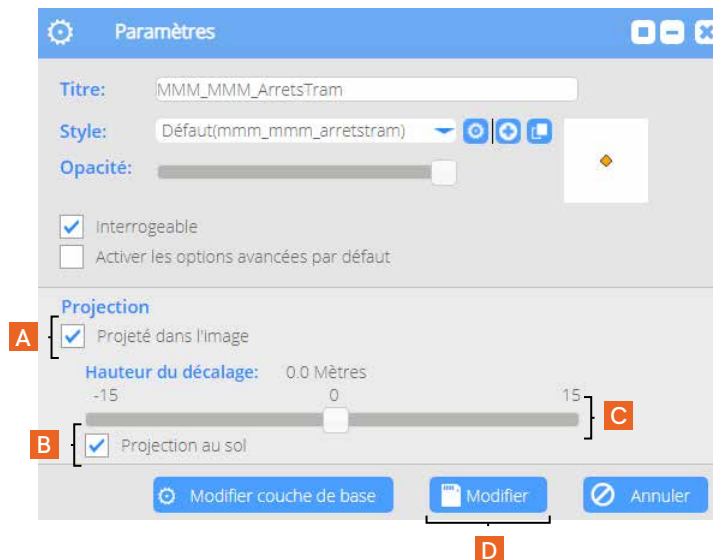 Paramètres
Titre: MMM_MMM_ArretsTram
Style: Défaut(mmm_mmm_arretstram)
Opacité:
Interrogeable
Activer les options avancées par défaut
Projection
A Projeté dans l'image
Hauteur du décalage: 0.0 Mètres
-15 0 15
C
B Projection au sol
Modifier couche de base Modifier Annuler
D